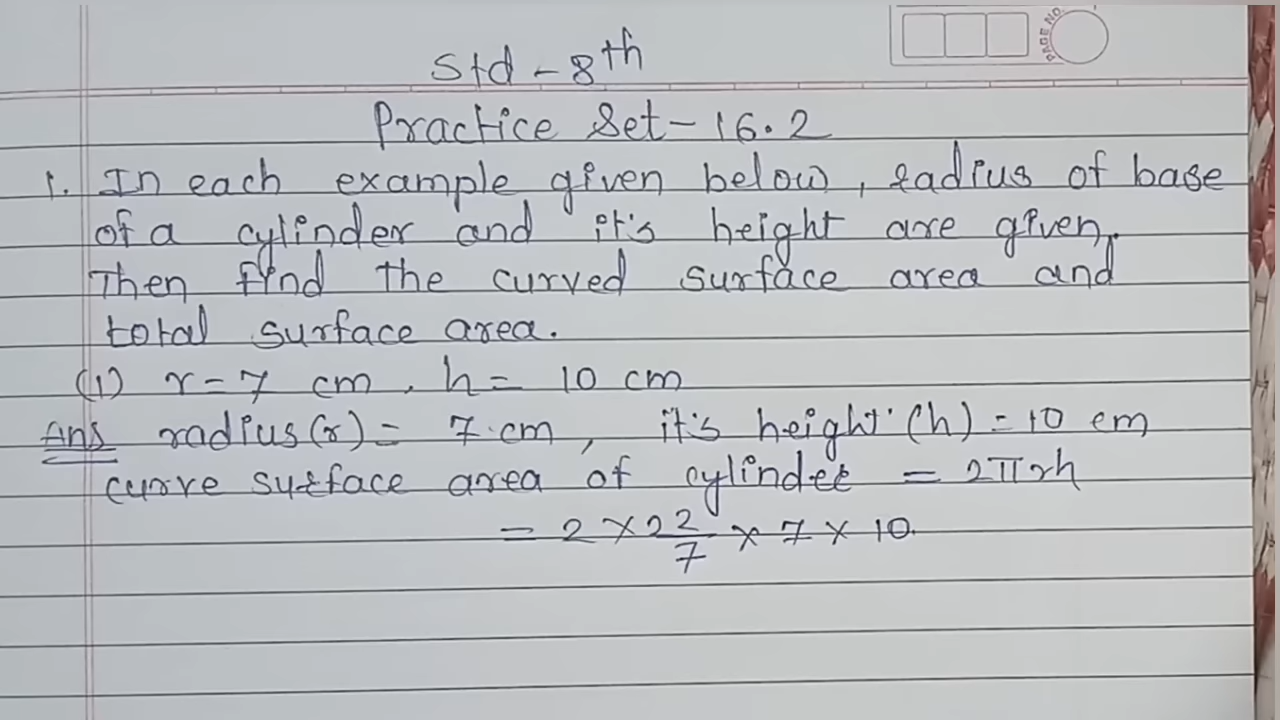 PAGE NO.
Std - 8th
Practice Set - 16.2
1. In each example given below, radius of base
of a cylinder and it's height are given.
Then find the curved surface area and
total surface area.
(1) r = 7 cm, h = 10 cm
Ans radius (r) = 7 cm, it's height (h) = 10 cm
curve surface area of cylinder = 2πrh
= 2 × 22/7 × 7 × 10